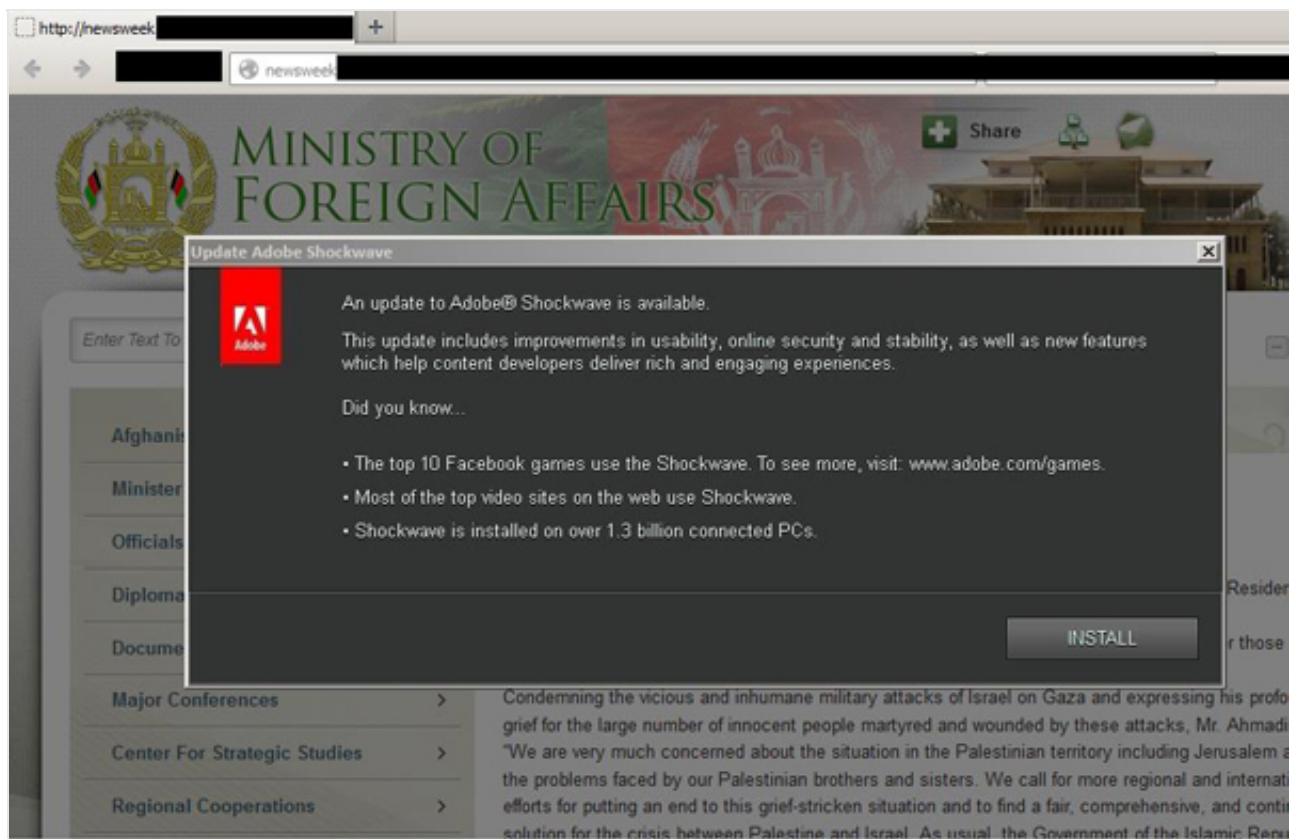 http://newsweek
+
newsweek
MINISTRY OF
FOREIGN AFFAIRS
Share
Update Adobe Shockwave
Adobe
An update to Adobe® Shockwave is available.
This update includes improvements in usability, online security and stability, as well as new features
which help content developers deliver rich and engaging experiences.
Did you know...
• The top 10 Facebook games use the Shockwave. To see more, visit: www.adobe.com/games.
• Most of the top video sites on the web use Shockwave.
• Shockwave is installed on over 1.3 billion connected PCs.
INSTALL
Enter Text To
Afghanis
Minister
Officials
Diploma
Docume
Major Conferences >
Center For Strategic Studies >
Regional Cooperations >
Residen
r those
Condemning the vicious and inhumane military attacks of Israel on Gaza and expressing his profo
grief for the large number of innocent people martyred and wounded by these attacks, Mr. Ahmadi
"We are very much concerned about the situation in the Palestinian territory including Jerusalem a
the problems faced by our Palestinian brothers and sisters. We call for more regional and internati
efforts for putting an end to this grief-stricken situation and to find a fair, comprehensive, and conti
solution for the crisis between Palestine and Israel. As usual, the Government of the Islamic Repu